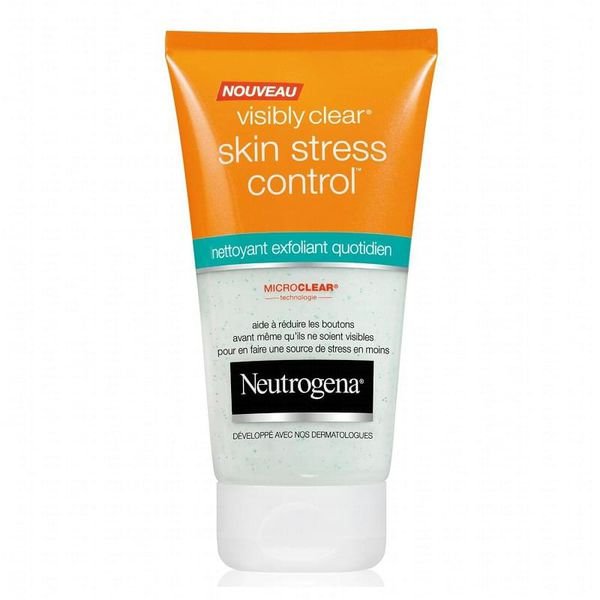 NOUVEAU
visibly clear®
skin stress
control™
nettoyant exfoliant quotidien
MICROCLEAR®
technologie
aide à réduire les boutons
avant même qu'ils ne soient visibles
pour en faire une source de stress en moins
Neutrogena®
DÉVELOPPÉ AVEC NOS DERMATOLOGUES